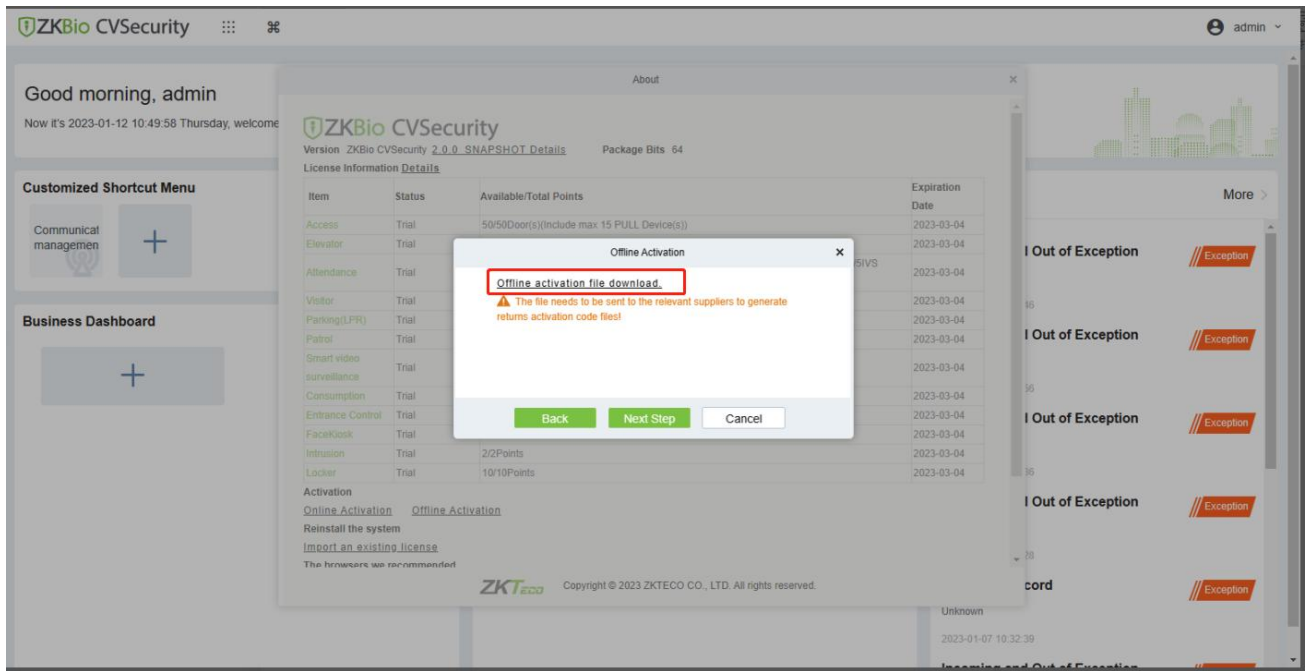 ZKBio CVSecurity
admin
Good morning, admin
Now it's 2023-01-12 10:49:58 Thursday, welcome
Customized Shortcut Menu
Communicat
managemen
Business Dashboard
About
ZKBio CVSecurity
Version ZKBio CVSecurity 2.0.0_SNAPSHOT Details Package Bits 64
License Information Details
Item Status Available/Total Points Expiration Date
Access Trial 50/50Door(s)(Include max 15 PULL Device(s)) 2023-03-04
Elevator Trial 2023-03-04
Attendance Trial 2023-03-04
Visitor Trial 2023-03-04
Parking(LPR) Trial 2023-03-04
Patrol Trial 2023-03-04
Smart video surveillance Trial 2023-03-04
Consumption Trial 2023-03-04
Entrance Control Trial 2023-03-04
FaceKiosk Trial 2023-03-04
Intrusion Trial 2/2Points 2023-03-04
Locker Trial 10/10Points 2023-03-04
Activation
Online Activation Offline Activation
Reinstall the system
Import an existing license
The browsers we recommended
ZKTECO Copyright © 2023 ZKTECO CO., LTD. All rights reserved.
Offline Activation
Offline activation file download.
The file needs to be sent to the relevant suppliers to generate
returns activation code files!
Back Next Step Cancel
More
Out of Exception
Exception
Out of Exception
Exception
Out of Exception
Exception
Out of Exception
Exception
cord
Exception
Unknown
2023-01-07 10:32:39
Incoming and Out of Exception